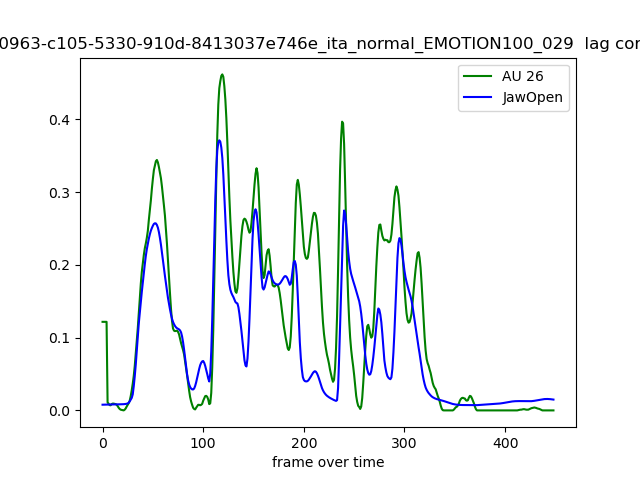 0963-c105-5330-910d-8413037e746e_ita_normal_EMOTION100_029 lag cor
AU 26
JawOpen
0.4
0.3
0.2
0.1
0.0
0 100 200 300 400
frame over time